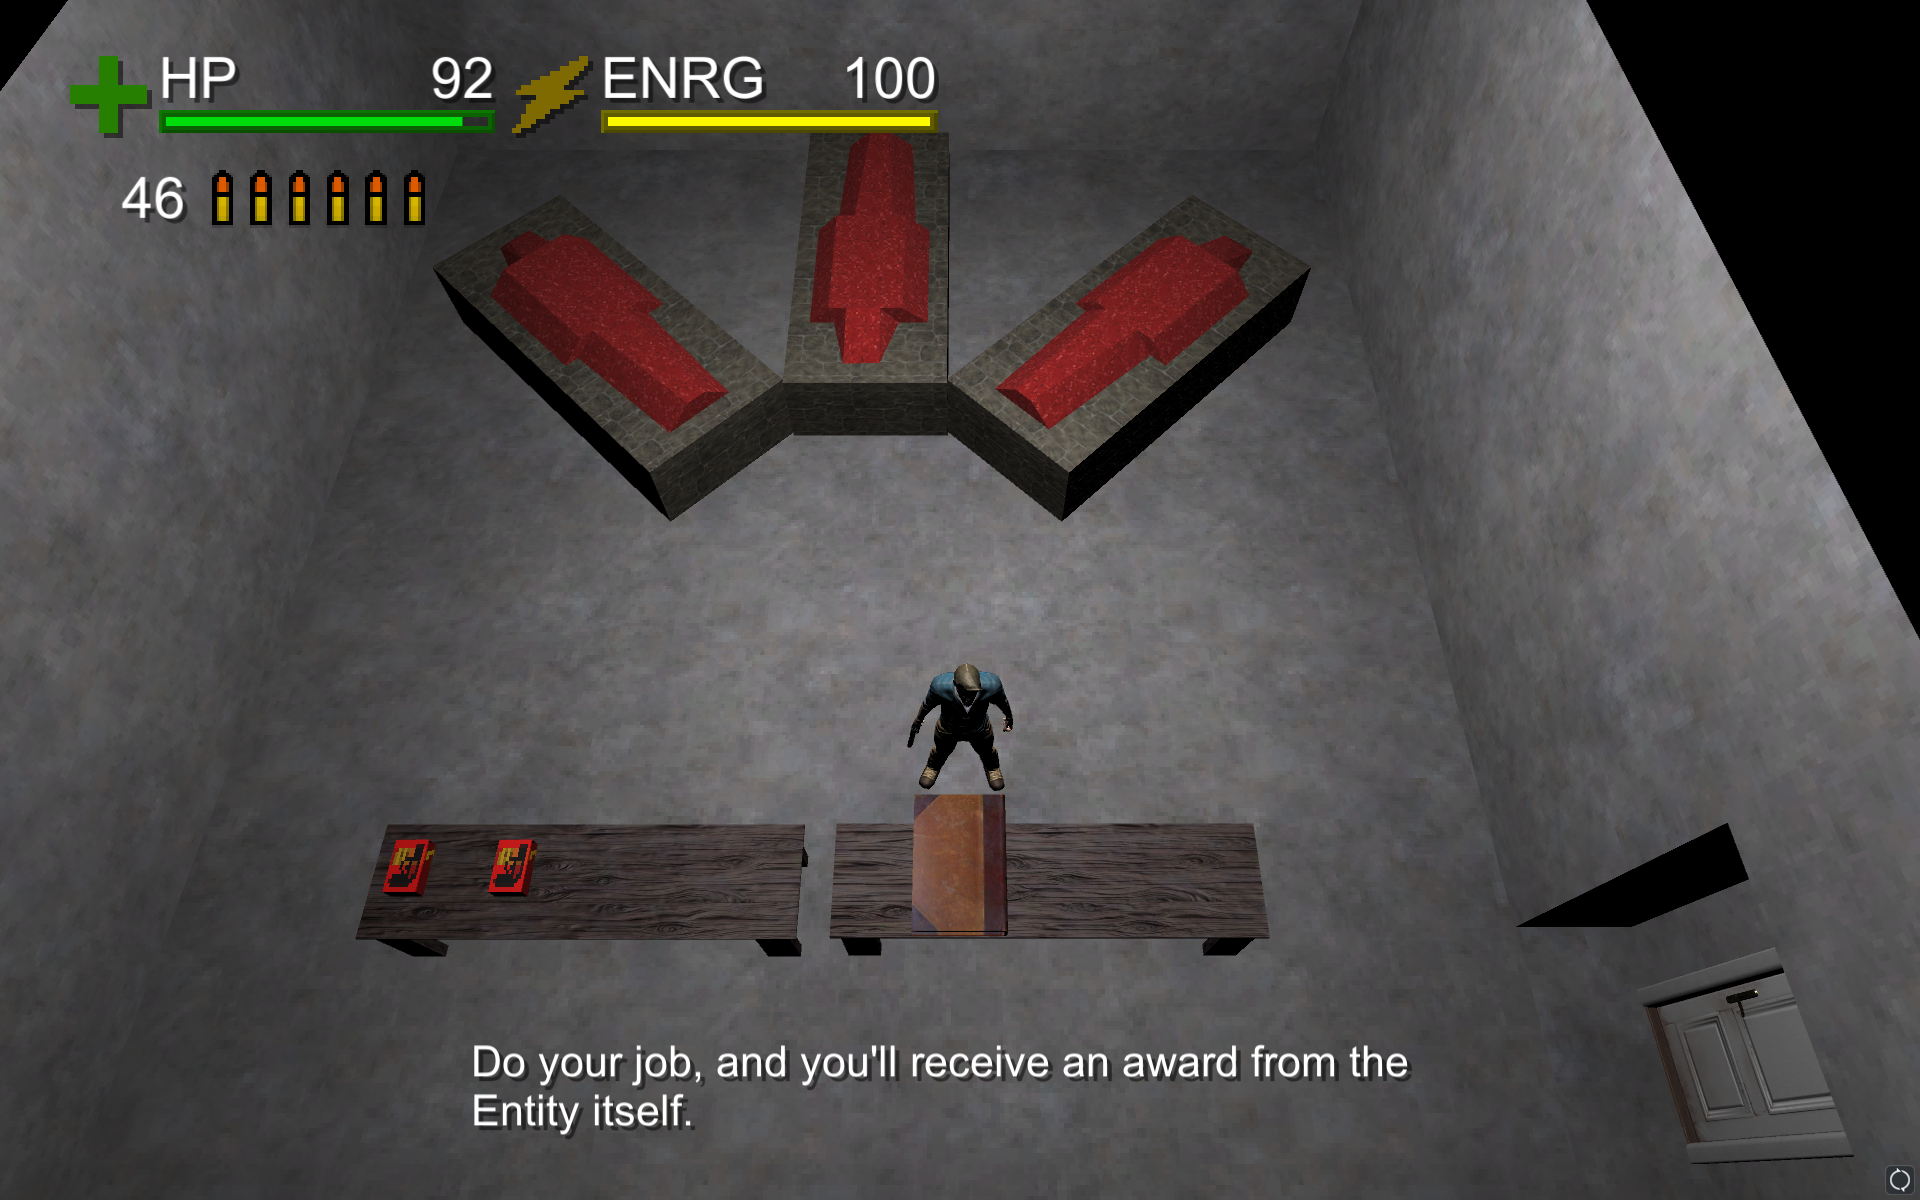 HP 92 ENRG 100
46
Do your job, and you'll receive an award from the
Entity itself.